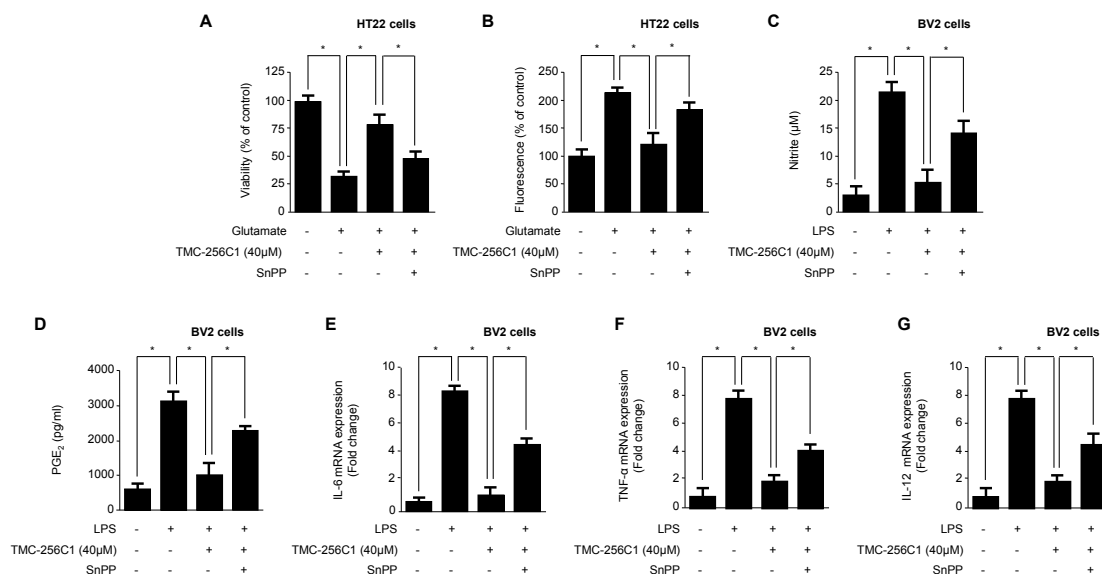 A
HT22 cells
* * *
Viability (% of control)
125
100
75
50
25
0
Glutamate - + + +
TMC-256C1 (40µM) - - + +
SnPP - - - +
B
HT22 cells
* * *
Fluorescence (% of control)
250
200
150
100
50
0
Glutamate - + + +
TMC-256C1 (40µM) - - + +
SnPP - - - +
C
BV2 cells
* * *
Nitrite (µM)
25
20
15
10
5
0
LPS - + + +
TMC-256C1 (40µM) - - + +
SnPP - - - +
D
BV2 cells
* * *
PGE₂ (pg/ml)
4000
3000
2000
1000
0
LPS - + + +
TMC-256C1 (40µM) - - + +
SnPP - - - +
E
BV2 cells
* * *
IL-6 mRNA expression
(Fold change)
8
6
4
2
0
LPS - + + +
TMC-256C1 (40µM) - - + +
SnPP - - - +
F
BV2 cells
* * *
TNF-α mRNA expression
(Fold change)
8
6
4
2
0
LPS - + + +
TMC-256C1 (40µM) - - + +
SnPP - - - +
G
BV2 cells
* * *
IL-12 mRNA expression
(Fold change)
8
6
4
2
0
LPS - + + +
TMC-256C1 (40µM) - - + +
SnPP - - - +